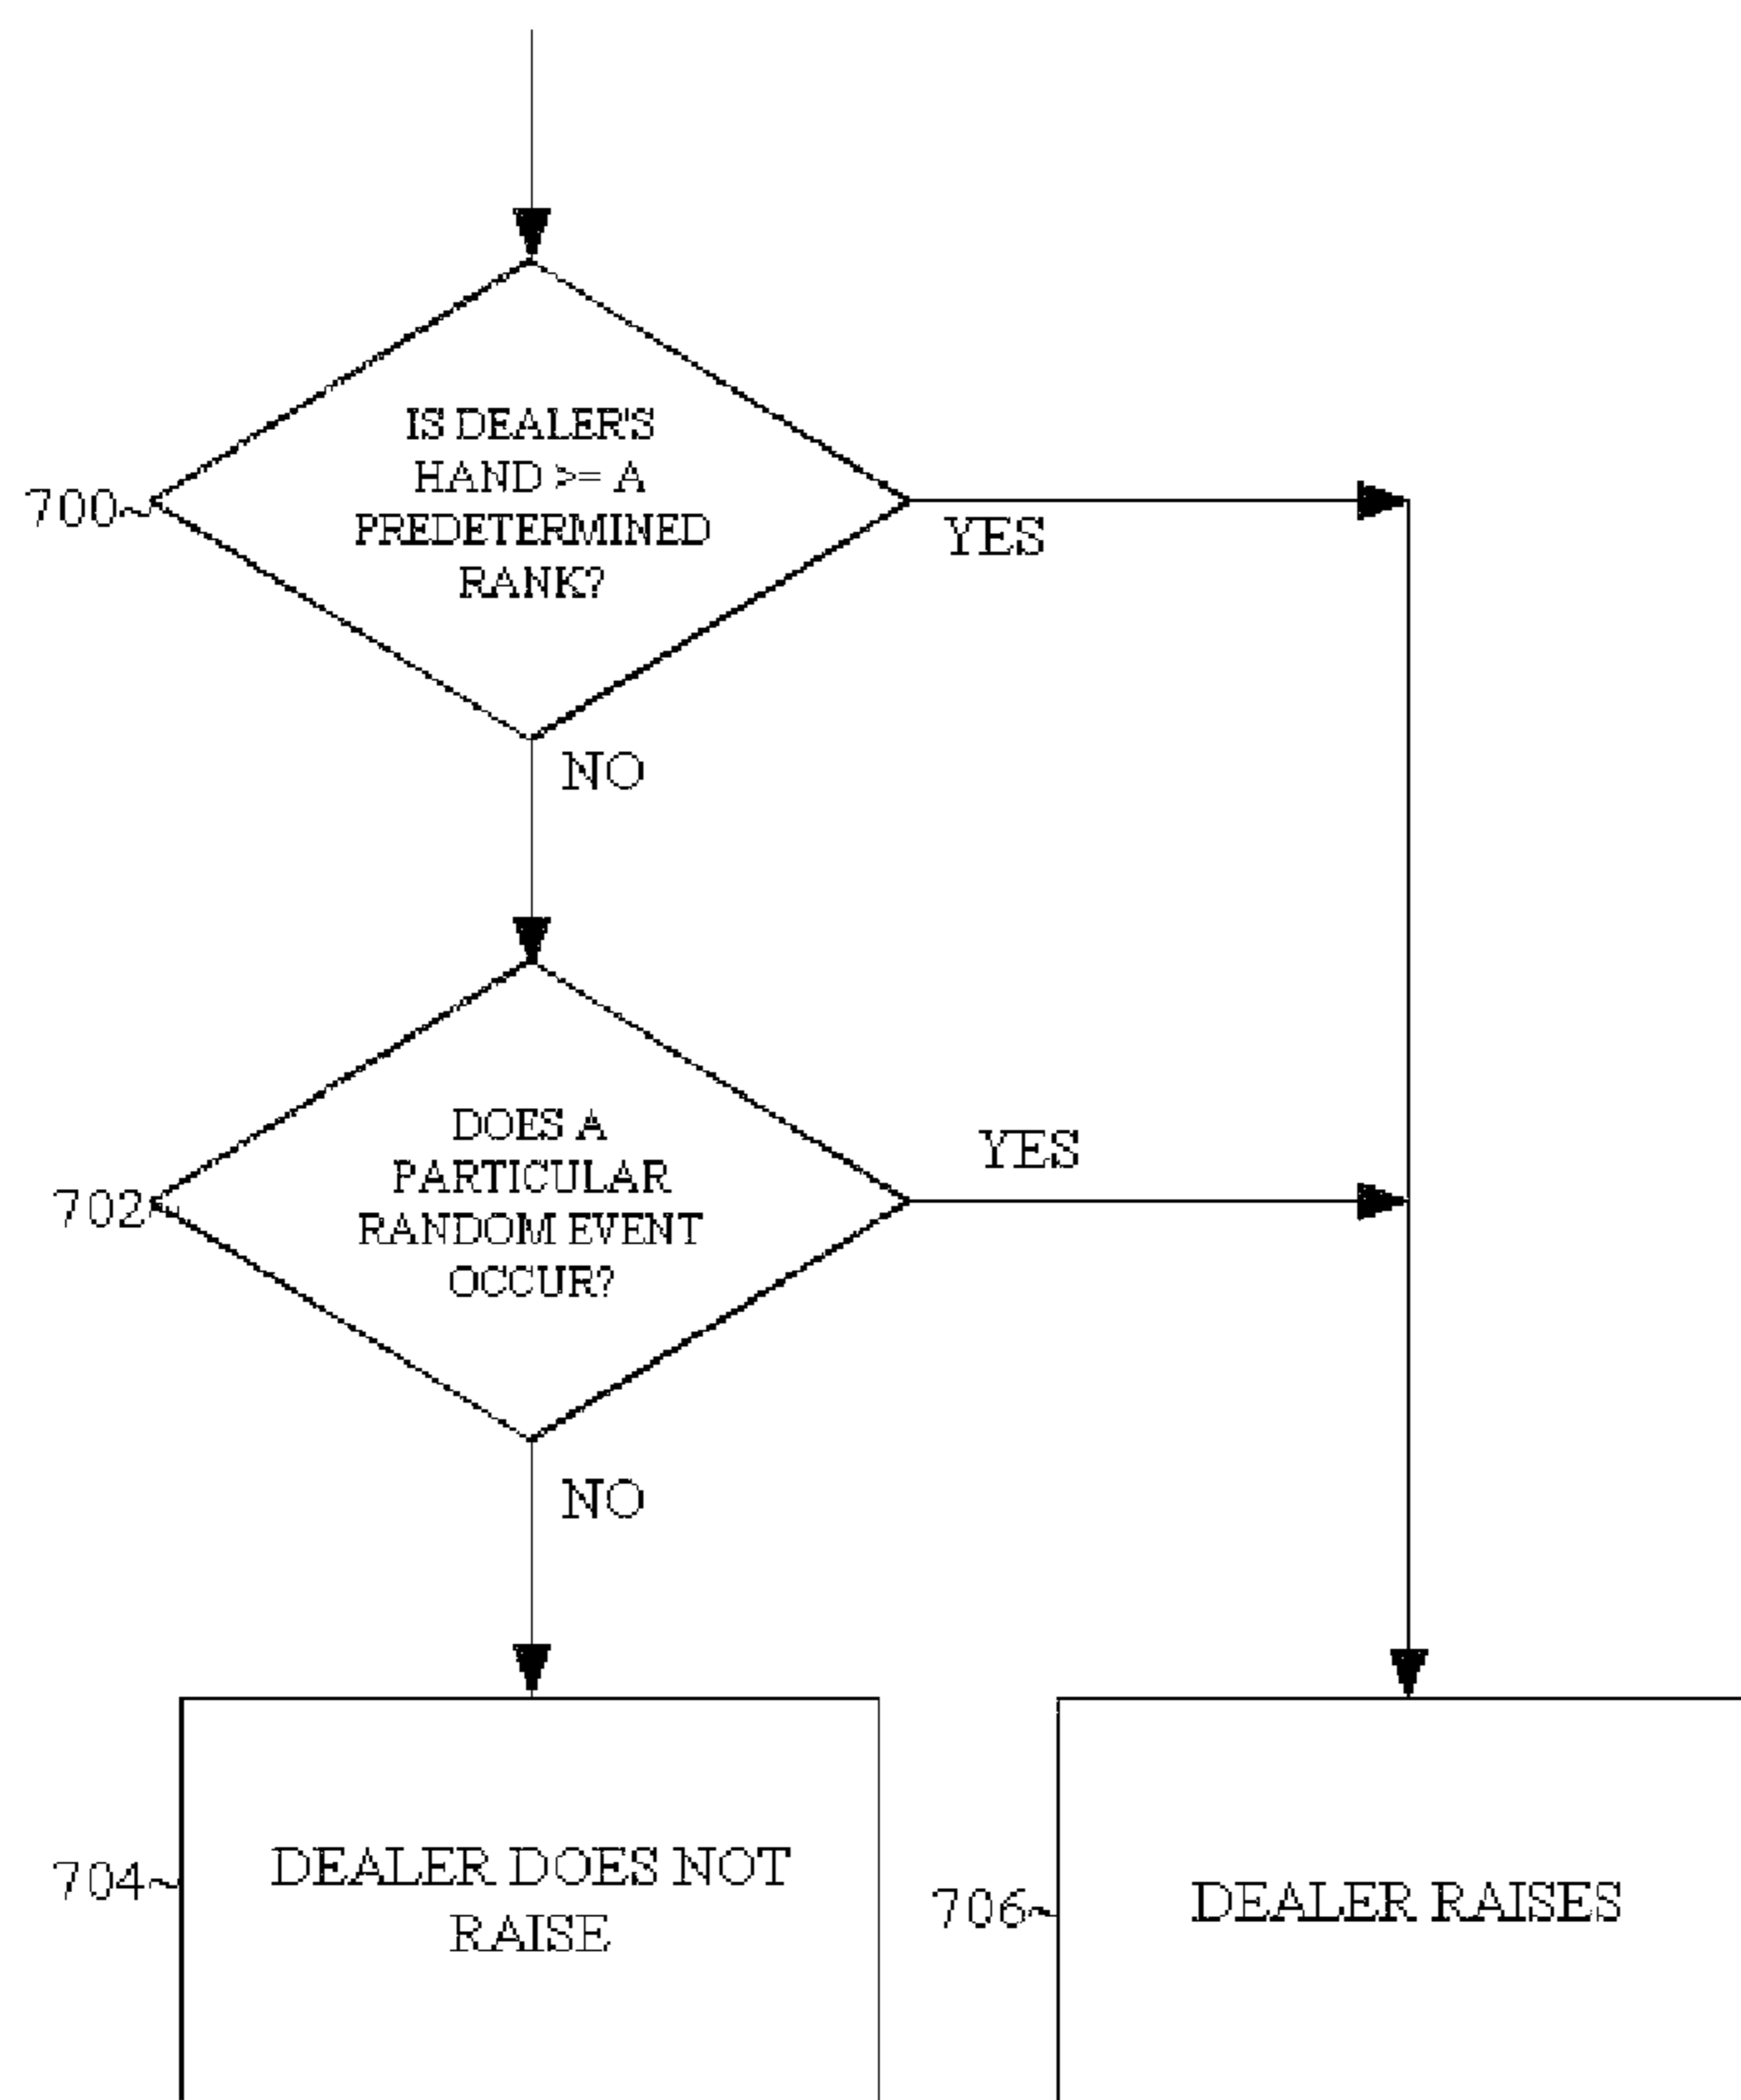 IS DEALER'S
HAND >= A
PREDETERMINED
RANK?
700~
YES
NO
DOES A
PARTICULAR
RANDOM EVENT
OCCUR?
702~
YES
NO
DEALER DOES NOT
RAISE
704~
DEALER RAISES
706~